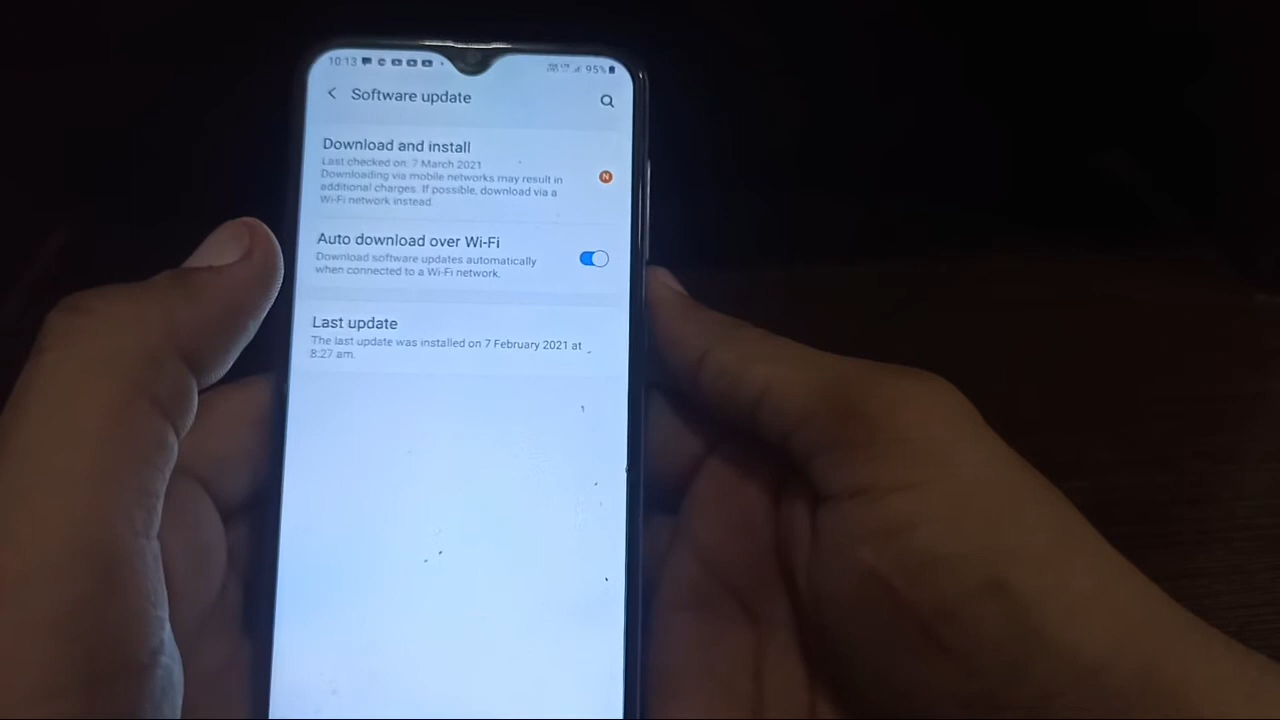 10:13
95%
Software update
Download and install
Last checked on: 7 March 2021
Downloading via mobile networks may result in
additional charges. If possible, download via a
Wi-Fi network instead.
N
Auto download over Wi-Fi
Download software updates automatically
when connected to a Wi-Fi network.
Last update
The last update was installed on 7 February 2021 at
8:27 am.